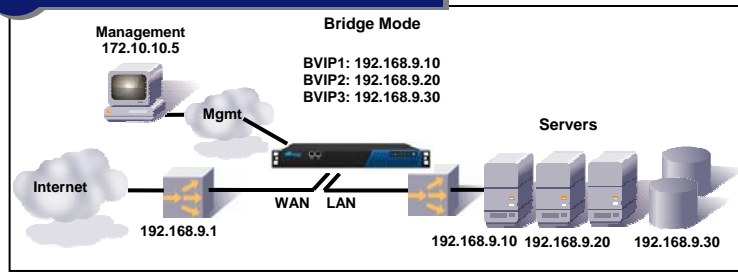 Bridge Mode
Management
172.10.10.5
BVIP1: 192.168.9.10
BVIP2: 192.168.9.20
BVIP3: 192.168.9.30
Mgmt
Servers
Internet
WAN LAN
192.168.9.1
192.168.9.10 192.168.9.20 192.168.9.30